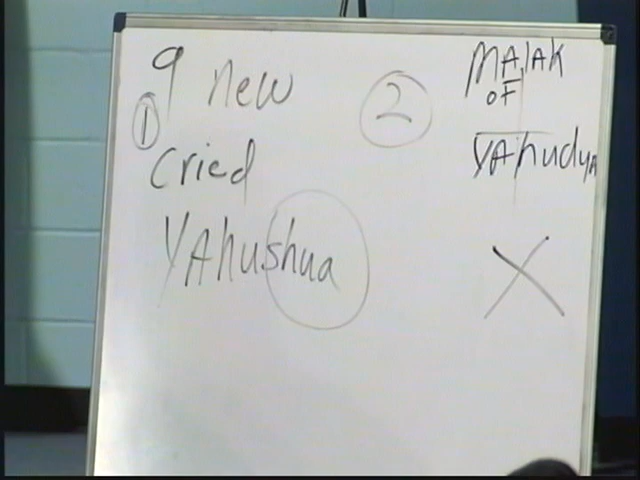 9 new
①
cried
YAhushua
②
MAlAK
OF
YAhudyA
X